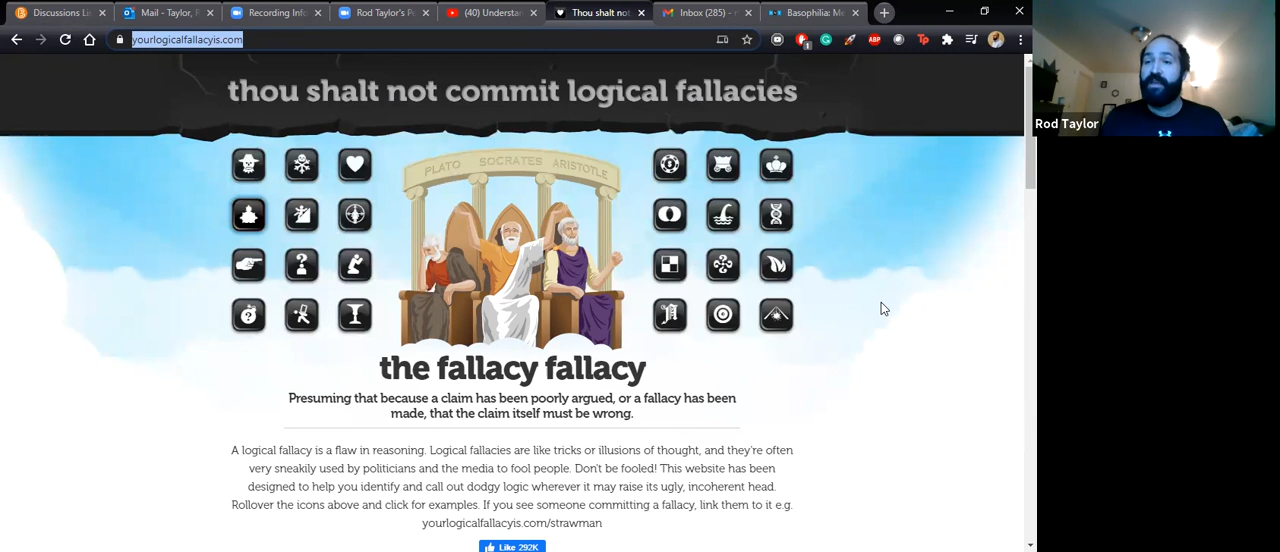 Discussions Lis
Mail - Taylor, R
Recording Info
Rod Taylor's Pe
(40) Understan
Thou shalt not
Inbox (285) - r
Basophilia: Me
yourlogicalfallacyis.com
1
ABP
Tp
thou shalt not commit logical fallacies
Rod Taylor
PLATO SOCRATES ARISTOTLE
the fallacy fallacy
Presuming that because a claim has been poorly argued, or a fallacy has been
made, that the claim itself must be wrong.
A logical fallacy is a flaw in reasoning. Logical fallacies are like tricks or illusions of thought, and they're often
very sneakily used by politicians and the media to fool people. Don't be fooled! This website has been
designed to help you identify and call out dodgy logic wherever it may raise its ugly, incoherent head.
Rollover the icons above and click for examples. If you see someone committing a fallacy, link them to it e.g.
yourlogicalfallacyis.com/strawman
Like 292K